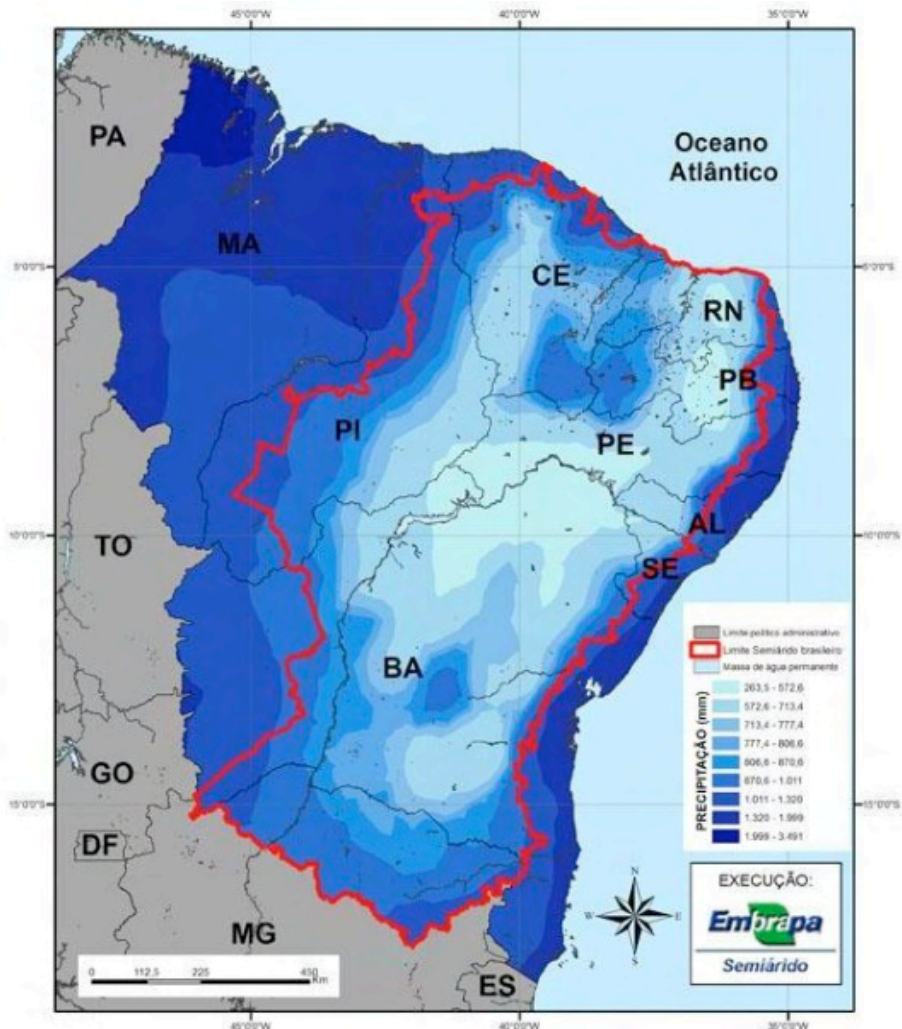 45°0'0"O 40°0'0"O 35°0'0"O
PA
Oceano
Atlântico
MA
5°0'0"S 5°0'0"S
CE
RN
PB
PI
PE
AL
10°0'0"S 10°0'0"S
TO
SE
BA
Limite político administrativo
Limite Semiárido brasileiro
Massa de água permanente
PRECIPITAÇÃO (mm)
263,5 - 572,6
572,6 - 713,4
713,4 - 777,4
777,4 - 806,6
806,6 - 870,6
870,6 - 1.011
1.011 - 1.320
1.320 - 1.999
1.999 - 3.491
GO
15°0'0"S 15°0'0"S
DF
EXECUÇÃO:
Embrapa
Semiárido
N
W E
S
MG
0 112,5 225 450
Km
ES
45°0'0"O 40°0'0"O 35°0'0"O